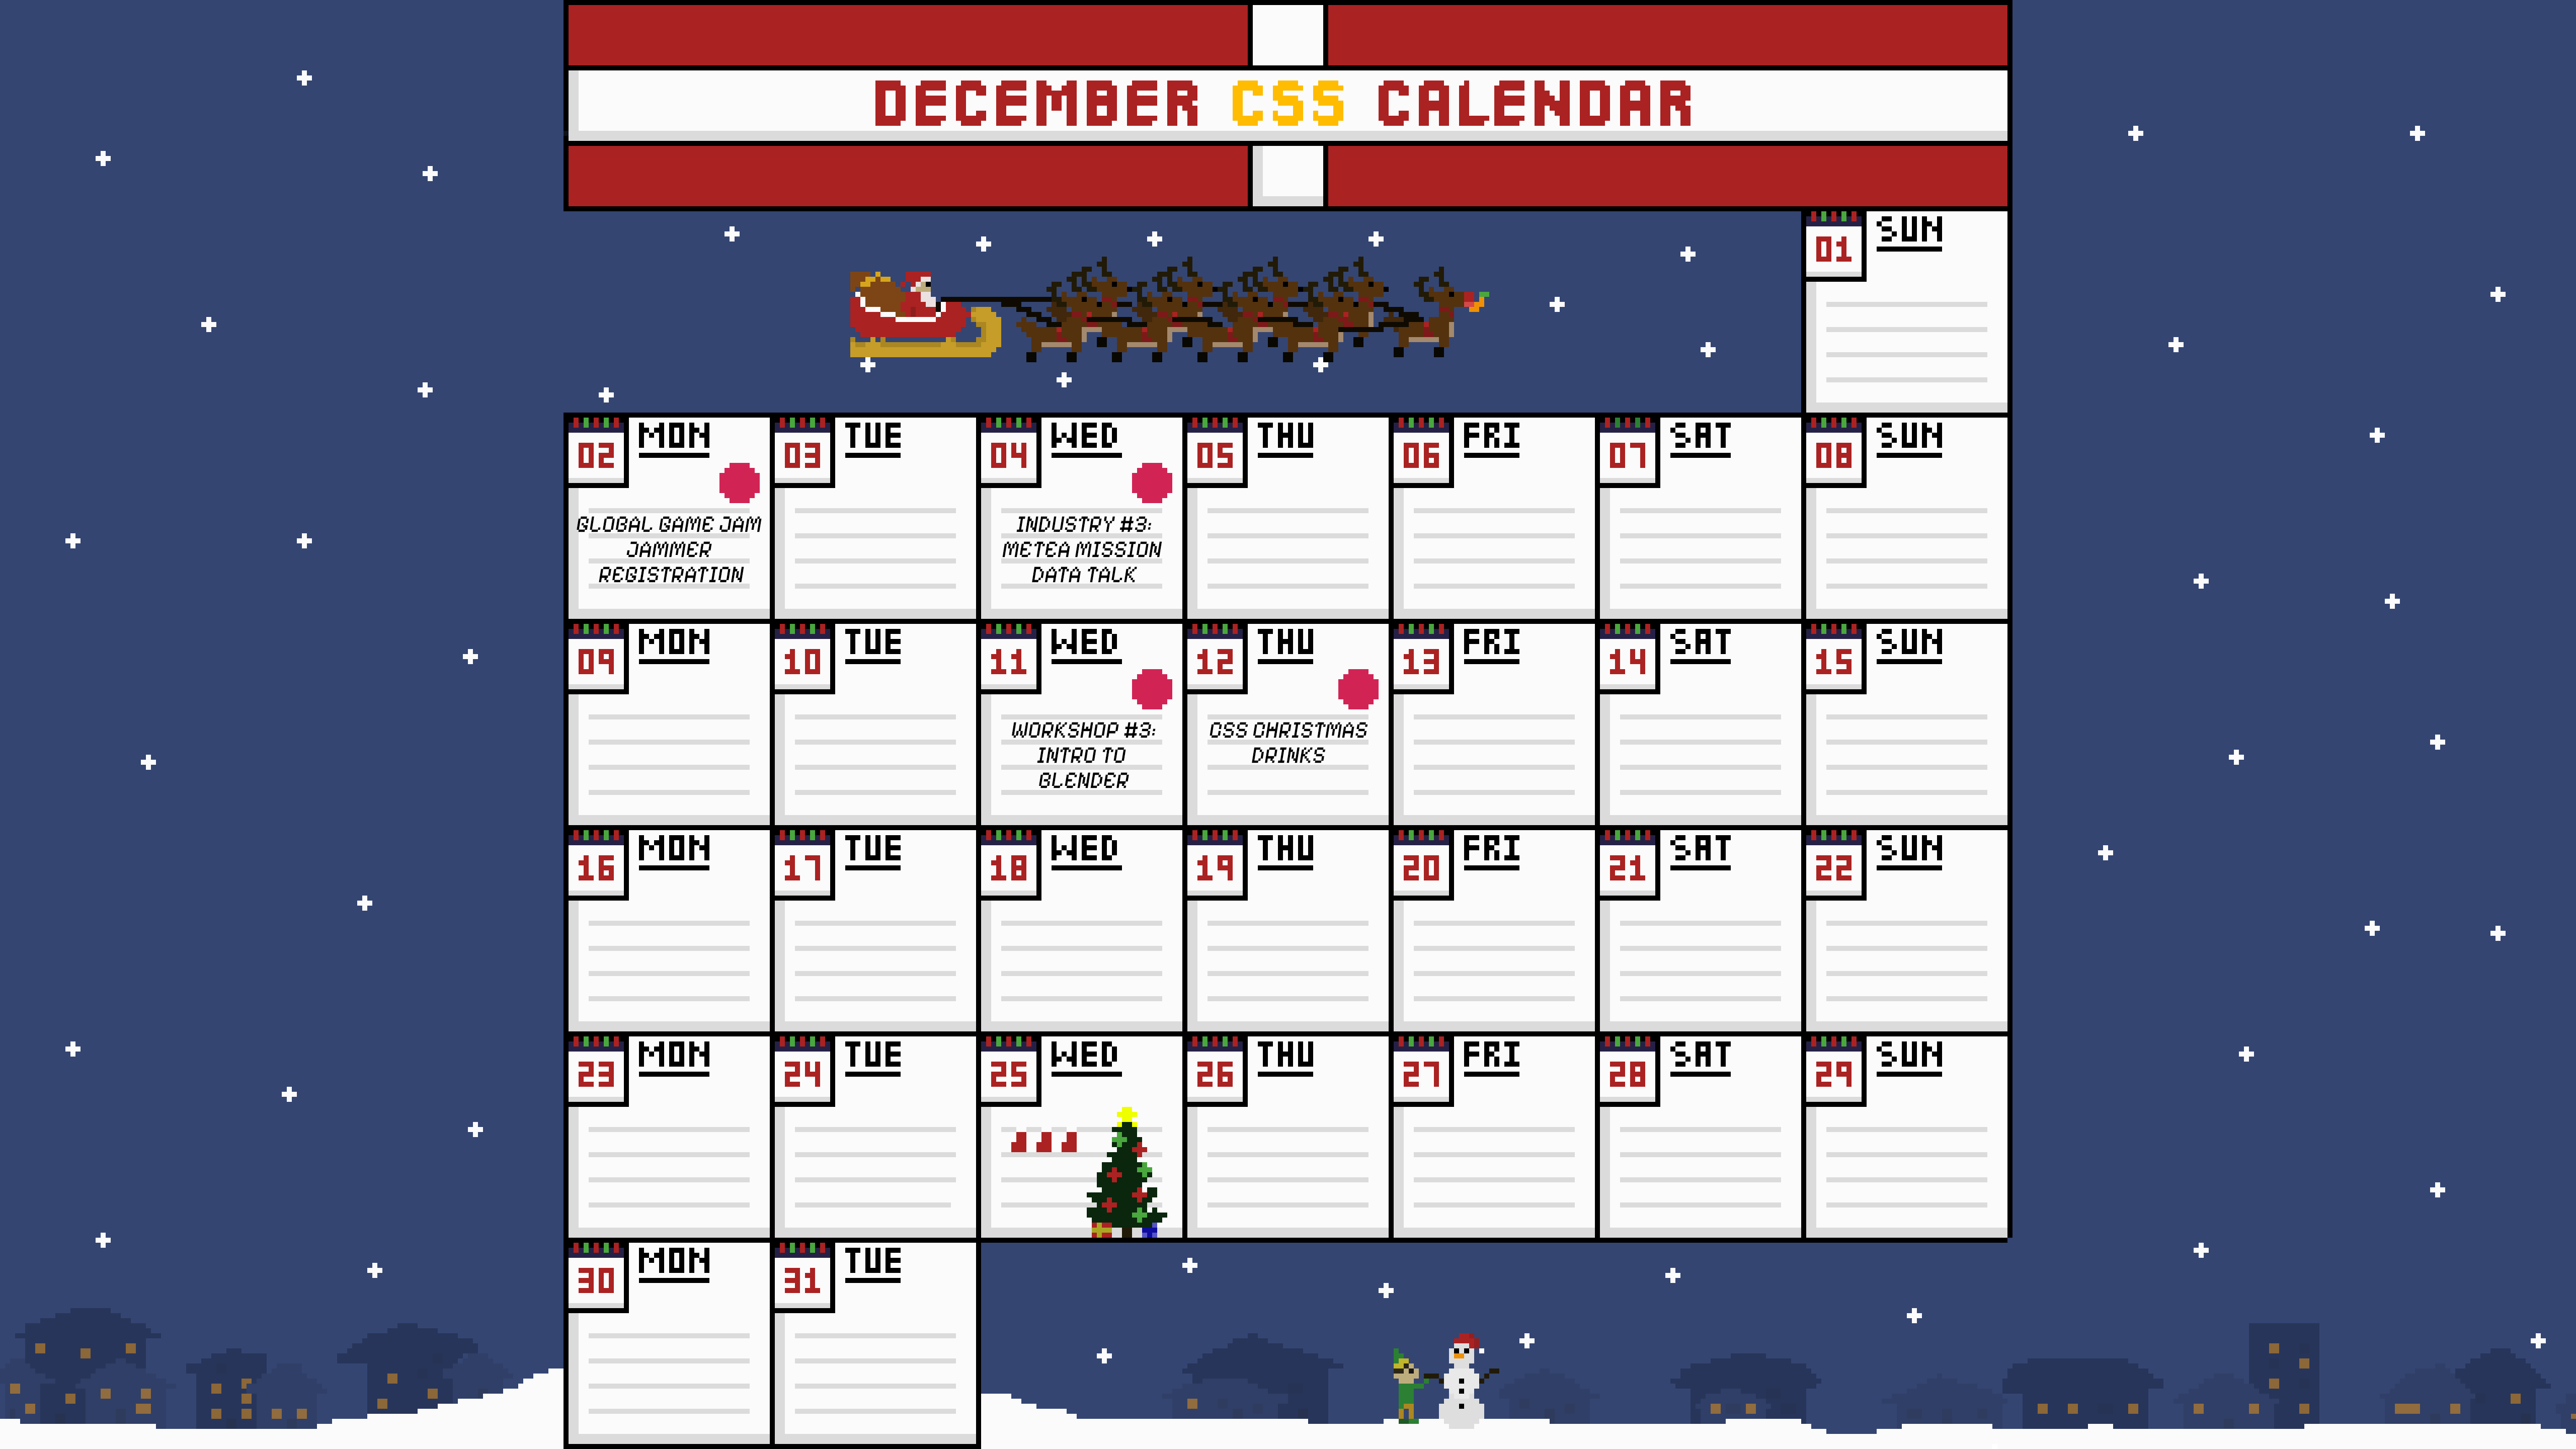 DECEMBER CSS CALENDAR
01 SUN
02 MON
GLOBAL GAME JAM
JAMMER
REGISTRATION
03 TUE
04 WED
INDUSTRY #3:
METEA MISSION
DATA TALK
05 THU
06 FRI
07 SAT
08 SUN
09 MON
10 TUE
11 WED
WORKSHOP #3:
INTRO TO
BLENDER
12 THU
CSS CHRISTMAS
DRINKS
13 FRI
14 SAT
15 SUN
16 MON
17 TUE
18 WED
19 THU
20 FRI
21 SAT
22 SUN
23 MON
24 TUE
25 WED
26 THU
27 FRI
28 SAT
29 SUN
30 MON
31 TUE